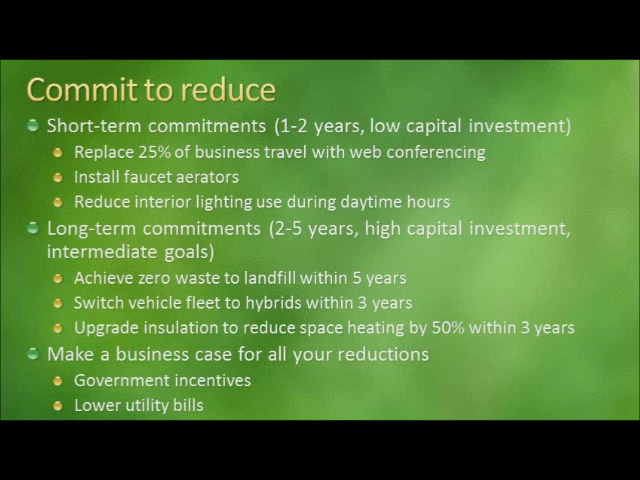 Commit to reduce
Short-term commitments (1-2 years, low capital investment)
Replace 25% of business travel with web conferencing
Install faucet aerators
Reduce interior lighting use during daytime hours
Long-term commitments (2-5 years, high capital investment,
intermediate goals)
Achieve zero waste to landfill within 5 years
Switch vehicle fleet to hybrids within 3 years
Upgrade insulation to reduce space heating by 50% within 3 years
Make a business case for all your reductions
Government incentives
Lower utility bills